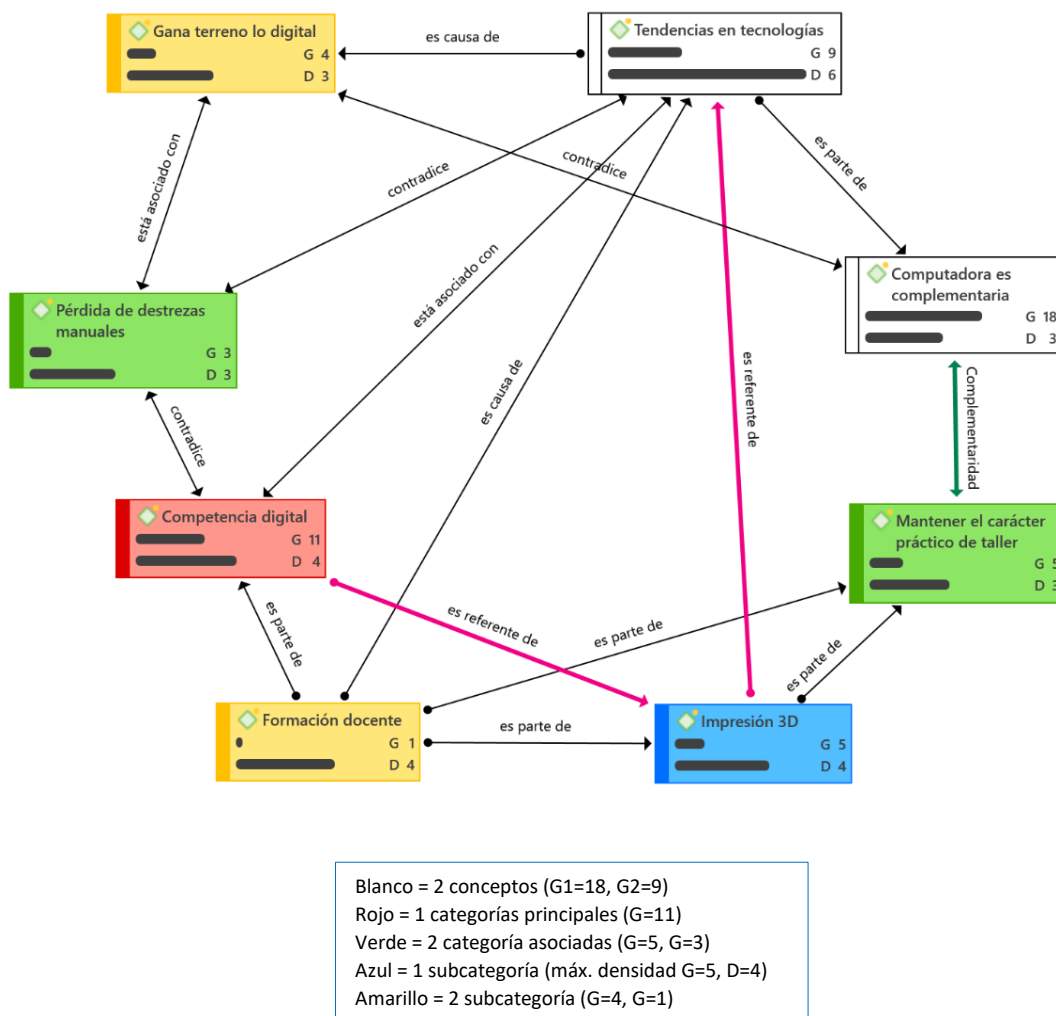 Gana terreno lo digital
G 4
D 3
es causa de
Tendencias en tecnologías
G 9
D 6
está asociado con
contradice
contradice
es parte de
está asociado con
es causa de
es referente de
Pérdida de destrezas
manuales
G 3
D 3
Computadora es
complementaria
G 18
D 3
contradice
Complementaridad
Competencia digital
G 11
D 4
Mantener el carácter
práctico de taller
G 5
D 3
es parte de
es referente de
es parte de
es parte de
Formación docente
G 1
D 4
es parte de
Impresión 3D
G 5
D 4
Blanco = 2 conceptos (G1=18, G2=9)
Rojo = 1 categorías principales (G=11)
Verde = 2 categoría asociadas (G=5, G=3)
Azul = 1 subcategoría (máx. densidad G=5, D=4)
Amarillo = 2 subcategoría (G=4, G=1)